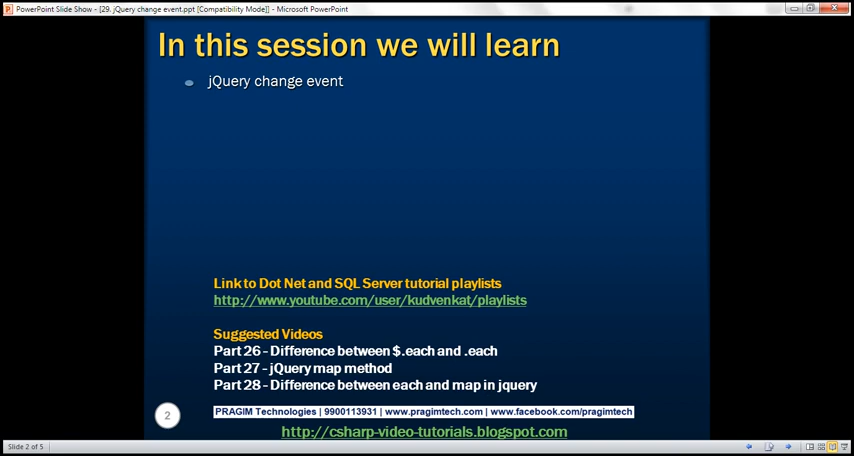 PowerPoint Slide Show - [29. jQuery change event.ppt [Compatibility Mode]] - Microsoft PowerPoint
In this session we will learn
jQuery change event
Link to Dot Net and SQL Server tutorial playlists
http://www.youtube.com/user/kudvenkat/playlists
Suggested Videos
Part 26 - Difference between $.each and .each
Part 27 - jQuery map method
Part 28 - Difference between each and map in jquery
2
PRAGIM Technologies | 9900113931 | www.pragimtech.com | www.facebook.com/pragimtech
http://csharp-video-tutorials.blogspot.com
Slide 2 of 5